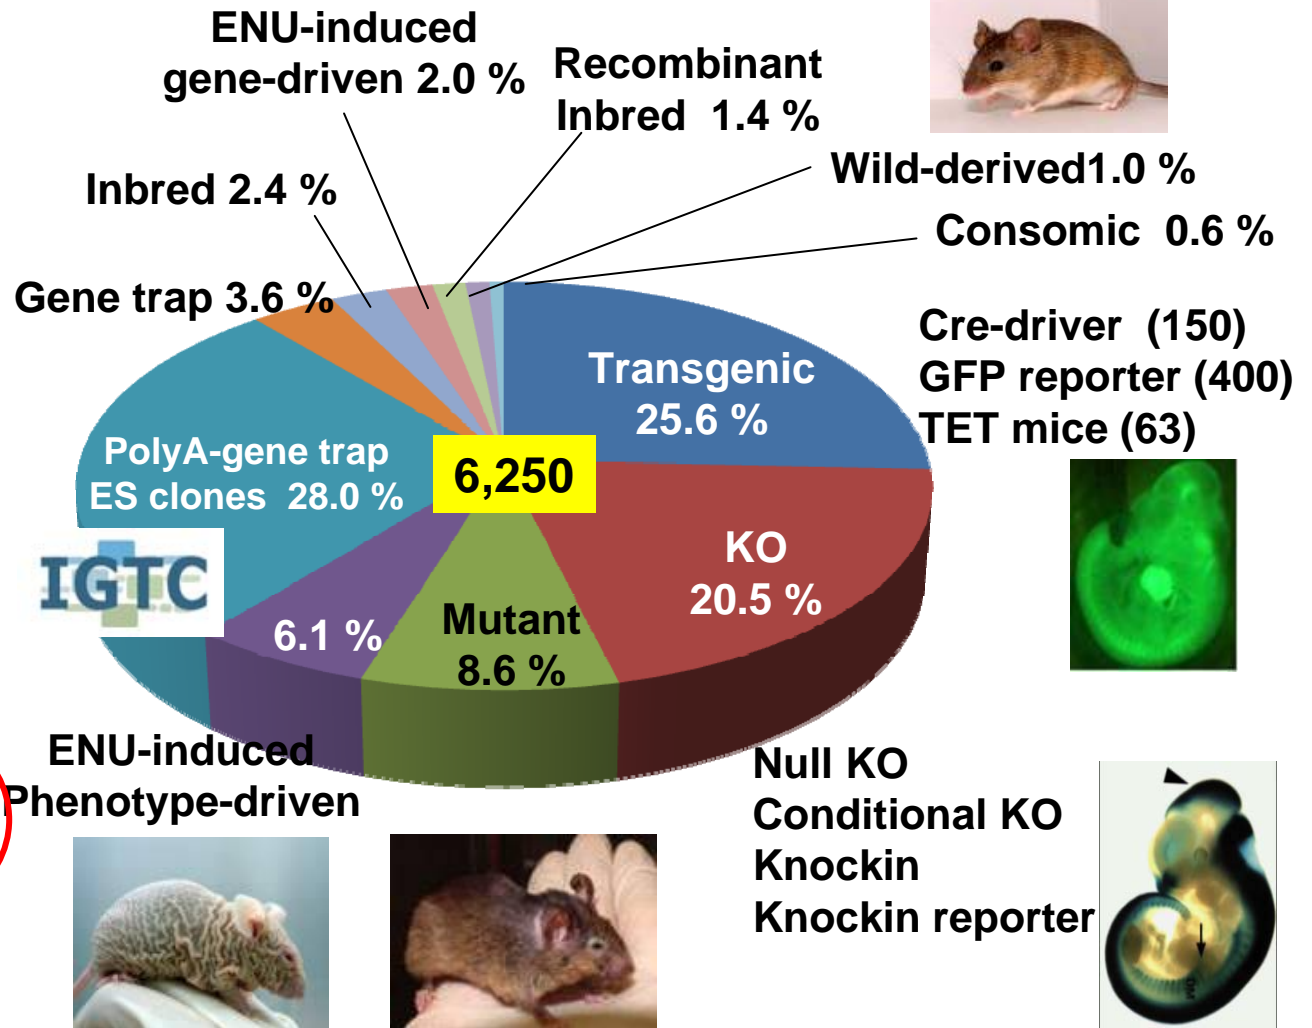 ENU-induced
gene-driven 2.0 %
Recombinant
Inbred 1.4 %
Wild-derived1.0 %
Inbred 2.4 %
Consomic 0.6 %
Gene trap 3.6 %
Cre-driver (150)
GFP reporter (400)
TET mice (63)
Transgenic
25.6 %
PolyA-gene trap
ES clones 28.0 %
6,250
KO
20.5 %
IGTC
Mutant
8.6 %
6.1 %
ENU-induced
Phenotype-driven
Null KO
Conditional KO
Knockin
Knockin reporter